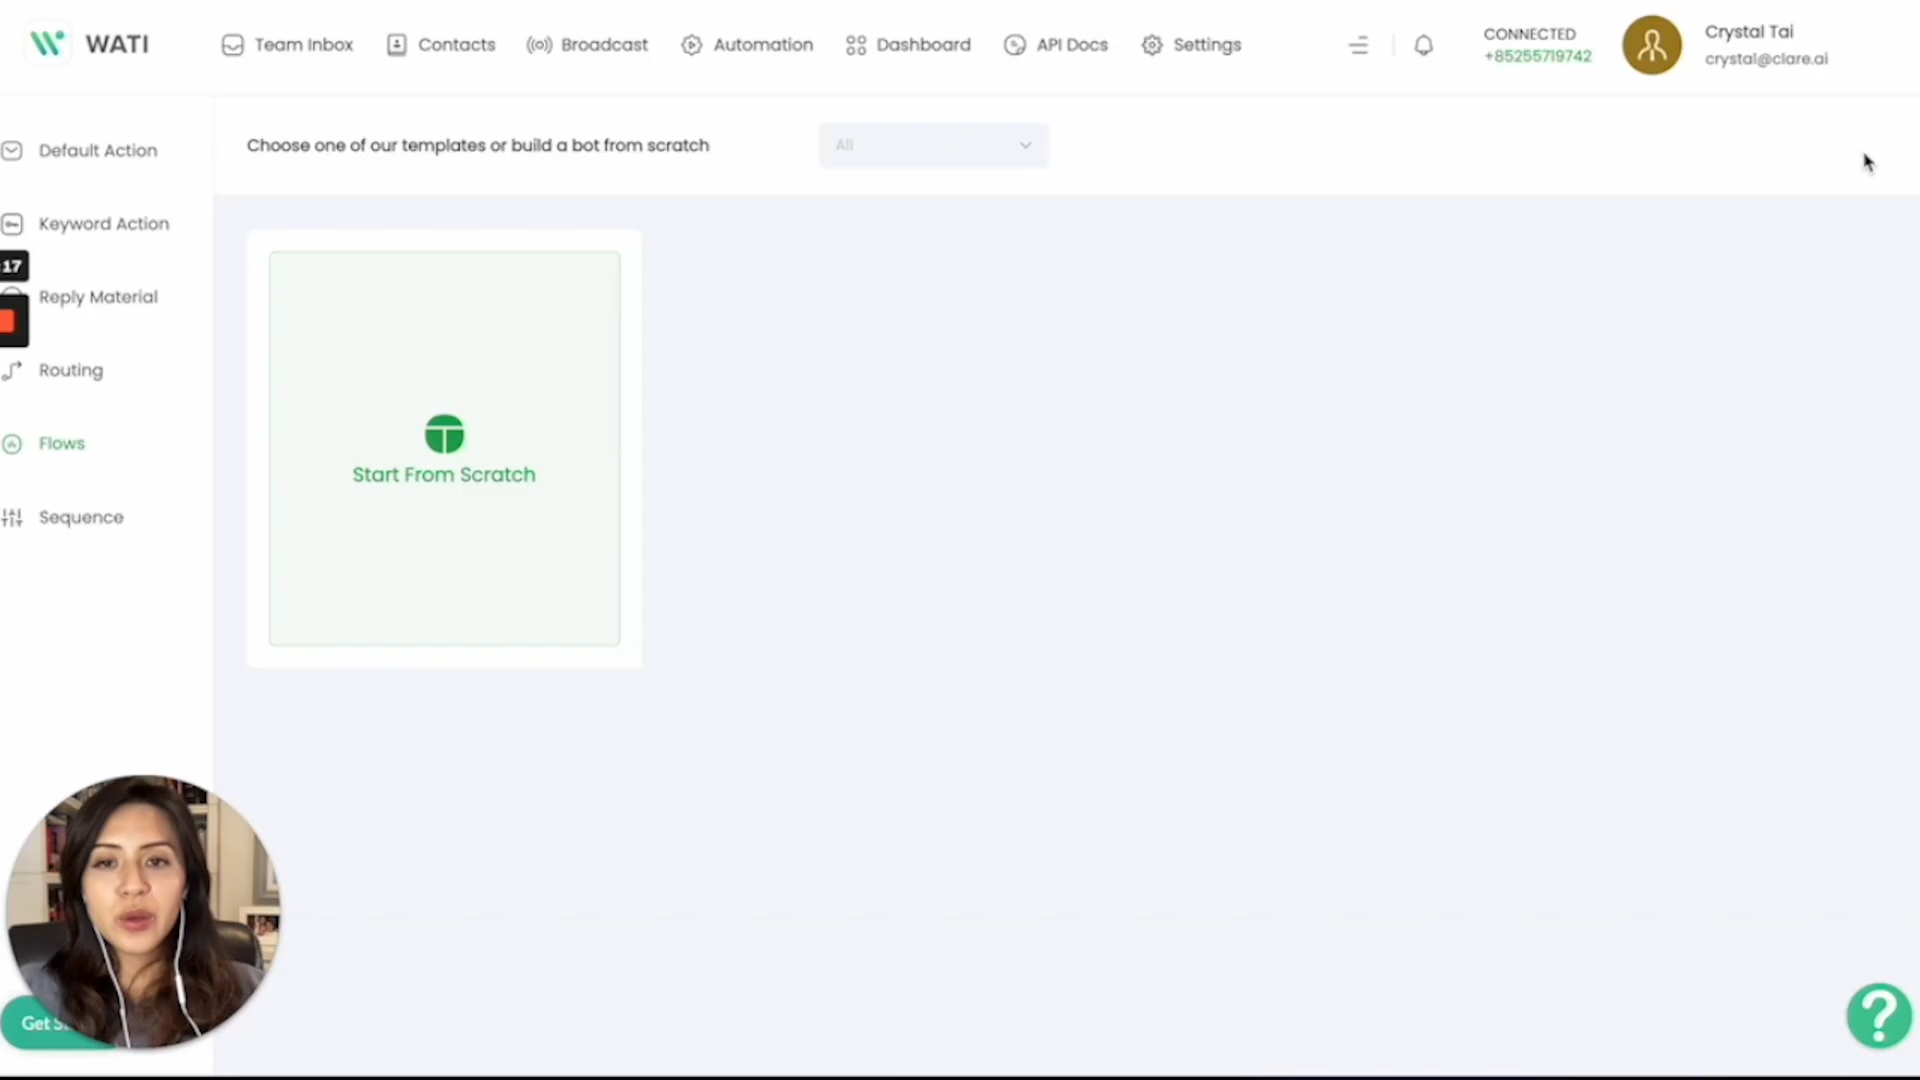 WATI
Team Inbox
Contacts
Broadcast
Automation
Dashboard
API Docs
Settings
CONNECTED
+85255719742
Crystal Tai
crystal@clare.ai
Default Action
Keyword Action
:17
Reply Material
Routing
Flows
Sequence
Choose one of our templates or build a bot from scratch
All
Start From Scratch
Get
?